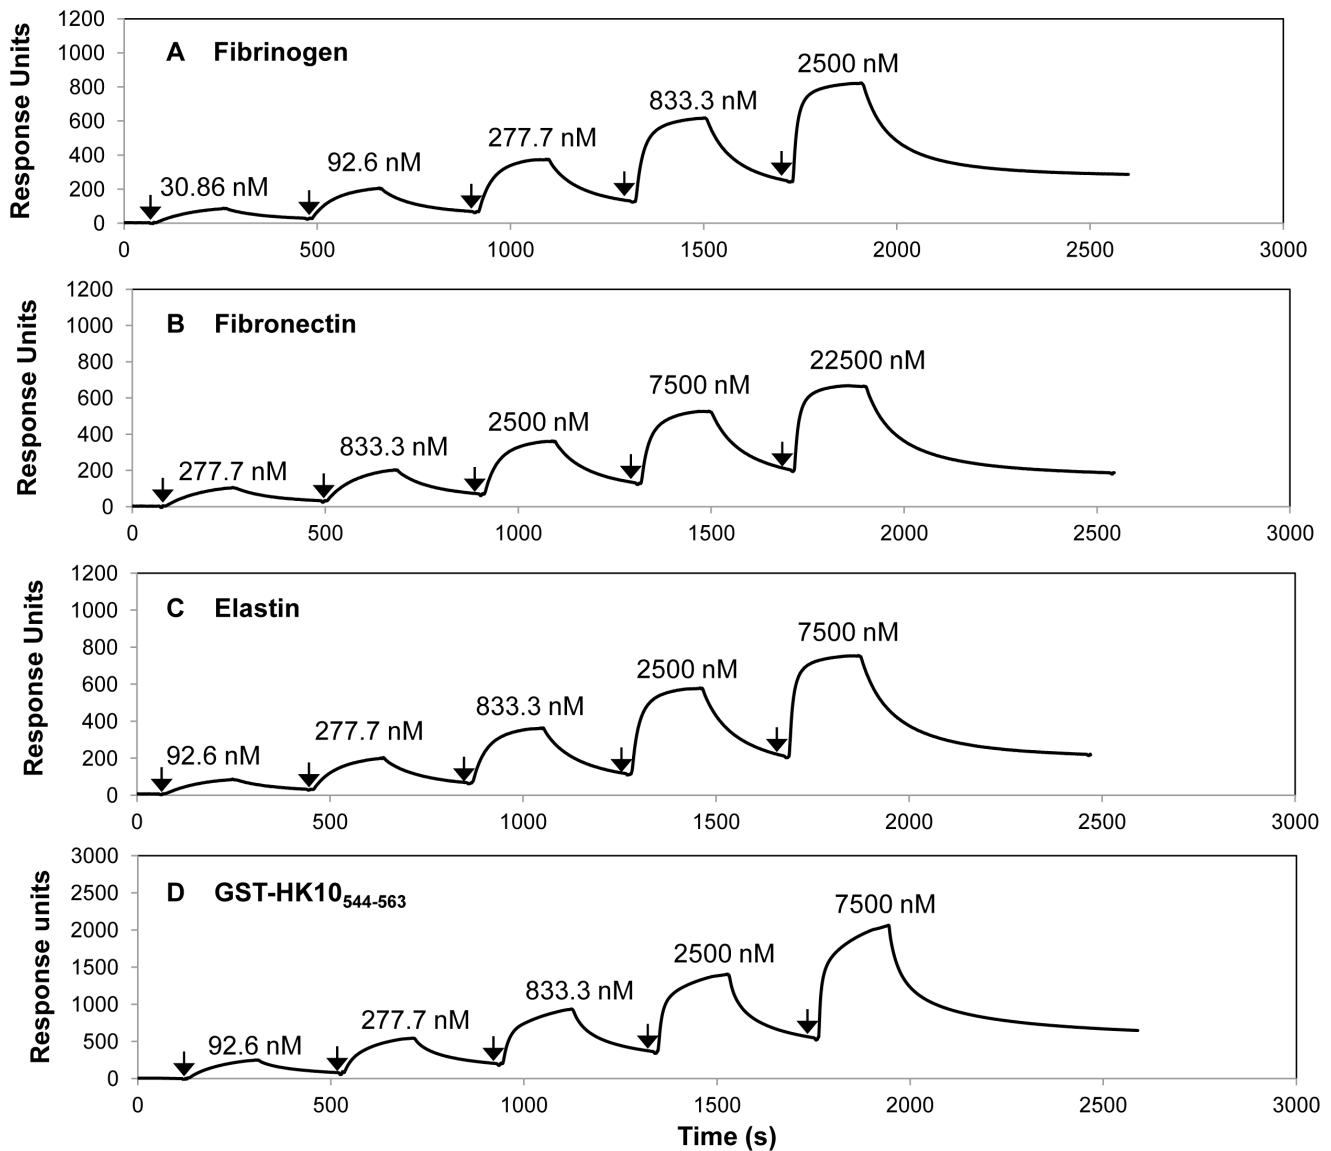 A Fibrinogen
Response Units
1200
1000
800
600
400
200
0
30.86 nM
92.6 nM
277.7 nM
833.3 nM
2500 nM
0 500 1000 1500 2000 2500 3000
B Fibronectin
Response Units
1200
1000
800
600
400
200
0
277.7 nM
833.3 nM
2500 nM
7500 nM
22500 nM
0 500 1000 1500 2000 2500 3000
C Elastin
Response Units
1200
1000
800
600
400
200
0
92.6 nM
277.7 nM
833.3 nM
2500 nM
7500 nM
0 500 1000 1500 2000 2500 3000
D GST-HK10544-563
Response units
3000
2500
2000
1500
1000
500
0
92.6 nM
277.7 nM
833.3 nM
2500 nM
7500 nM
0 500 1000 1500 2000 2500 3000
Time (s)